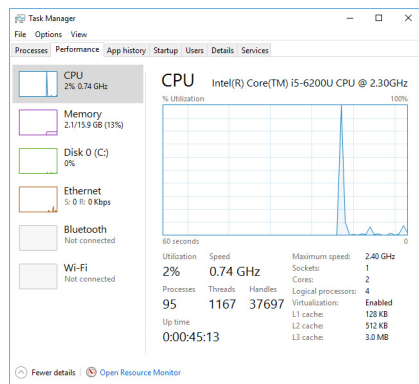 Task Manager
File Options View
Processes Performance App history Startup Users Details Services
CPU
2% 0.74 GHz
Memory
2.1/15.9 GB (13%)
Disk 0 (C:)
0%
Ethernet
S: 0 R: 0 Kbps
Bluetooth
Not connected
Wi-Fi
Not connected
CPU Intel(R) Core(TM) i5-6200U CPU @ 2.30GHz
% Utilization 100%
60 seconds 0
Utilization Speed
2% 0.74 GHz
Processes Threads Handles
95 1167 37697
Up time
0:00:45:13
Maximum speed: 2.40 GHz
Sockets: 1
Cores: 2
Logical processors: 4
Virtualization: Enabled
L1 cache: 128 KB
L2 cache: 512 KB
L3 cache: 3.0 MB
Fewer details Open Resource Monitor